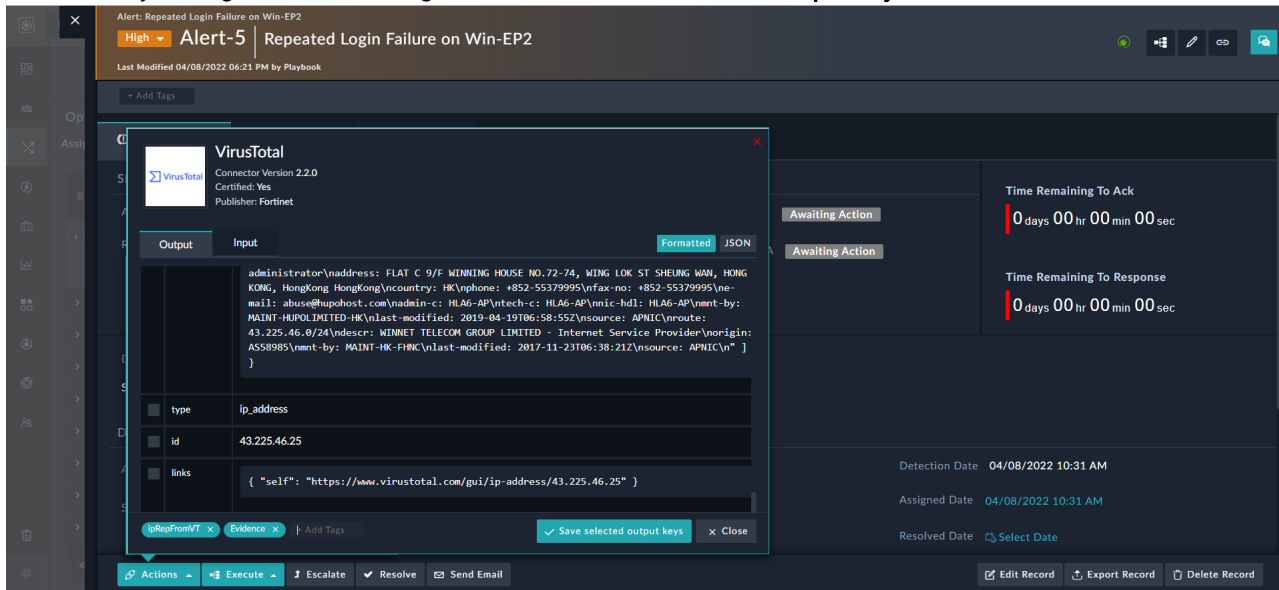 Alert: Repeated Login Failure on Win-EP2
High Alert-5 Repeated Login Failure on Win-EP2
Last Modified 04/08/2022 06:21 PM by Playbook
+ Add Tags
Op
Assi
VirusTotal
VirusTotal
Connector Version 2.2.0
Certified: Yes
Publisher: Fortinet
Output Input Formatted JSON
administrator\naddress: FLAT C 9/F WINNING HOUSE NO.72-74, WING LOK ST SHEUNG WAN, HONG
KONG, HongKong HongKong\ncountry: HK\nphone: +852-55379995\nfax-no: +852-55379995\ne-
mail: abuse@hupohost.com\nadmin-c: HLA6-AP\ntech-c: HLA6-AP\nnic-hdl: HLA6-AP\nmnt-by:
MAINT-HUPOLIMITED-HK\nlast-modified: 2019-04-19T06:58:55Z\nsource: APNIC\nroute:
43.225.46.0/24\ndescr: WINNET TELECOM GROUP LIMITED - Internet Service Provider\norigin:
AS58985\nmnt-by: MAINT-HK-FHNC\nlast-modified: 2017-11-23T06:38:21Z\nsource: APNIC\n" ]
}
type ip_address
id 43.225.46.25
links { "self": "https://www.virustotal.com/gui/ip-address/43.225.46.25" }
ipRepFromVT × Evidence × + Add Tags Save selected output keys × Close
Awaiting Action
A Awaiting Action
Time Remaining To Ack
0 days 00 hr 00 min 00 sec
Time Remaining To Response
0 days 00 hr 00 min 00 sec
Detection Date 04/08/2022 10:31 AM
Assigned Date 04/08/2022 10:31 AM
Resolved Date Select Date
Actions Execute Escalate Resolve Send Email Edit Record Export Record Delete Record